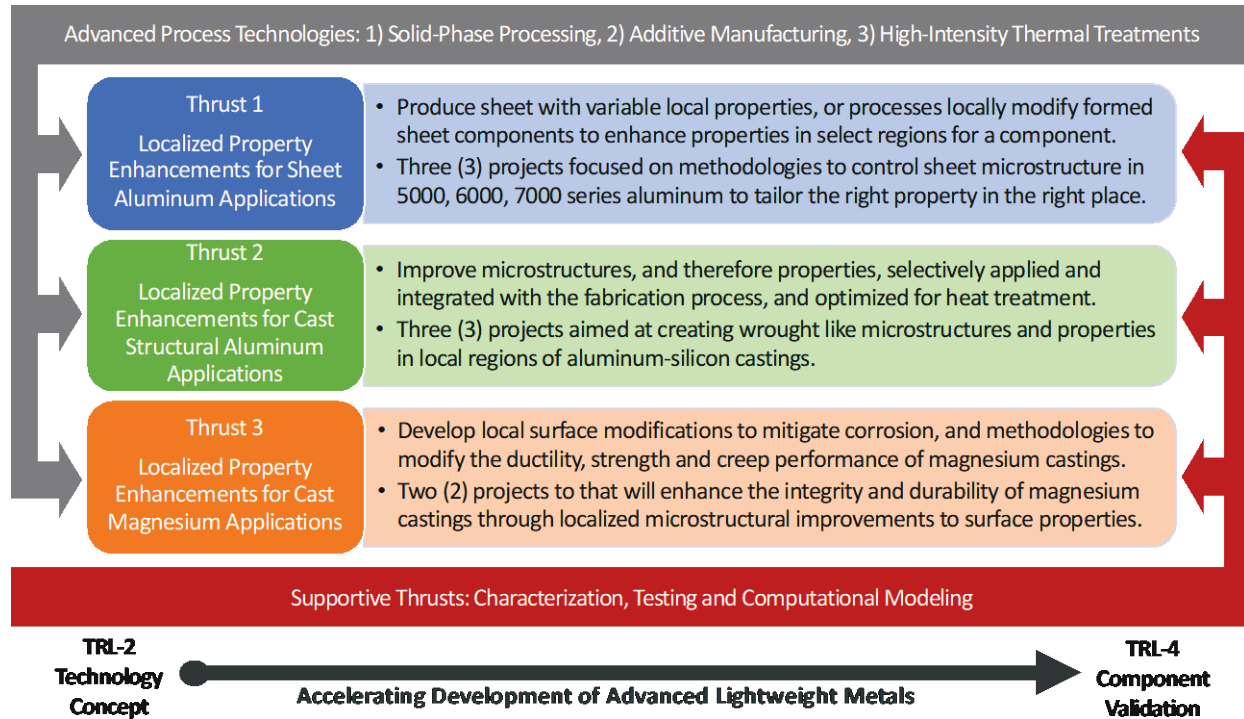 Advanced Process Technologies: 1) Solid-Phase Processing, 2) Additive Manufacturing, 3) High-Intensity Thermal Treatments
Thrust 1
Localized Property
Enhancements for Sheet
Aluminum Applications
• Produce sheet with variable local properties, or processes locally modify formed
sheet components to enhance properties in select regions for a component.
• Three (3) projects focused on methodologies to control sheet microstructure in
5000, 6000, 7000 series aluminum to tailor the right property in the right place.
Thrust 2
Localized Property
Enhancements for Cast
Structural Aluminum
Applications
• Improve microstructures, and therefore properties, selectively applied and
integrated with the fabrication process, and optimized for heat treatment.
• Three (3) projects aimed at creating wrought like microstructures and properties
in local regions of aluminum-silicon castings.
Thrust 3
Localized Property
Enhancements for Cast
Magnesium Applications
• Develop local surface modifications to mitigate corrosion, and methodologies to
modify the ductility, strength and creep performance of magnesium castings.
• Two (2) projects to that will enhance the integrity and durability of magnesium
castings through localized microstructural improvements to surface properties.
Supportive Thrusts: Characterization, Testing and Computational Modeling
TRL-2
Technology
Concept
Accelerating Development of Advanced Lightweight Metals
TRL-4
Component
Validation